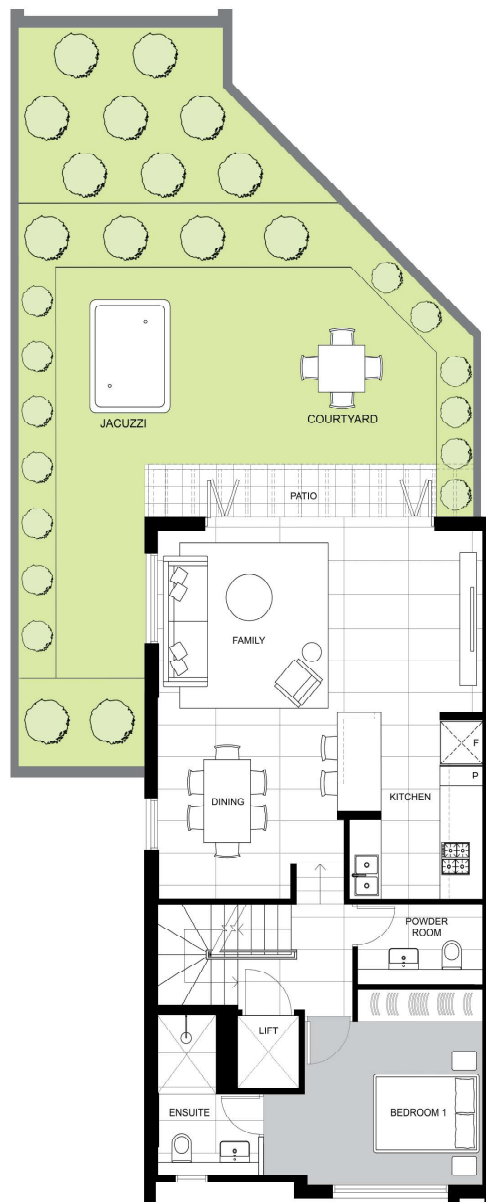 JACUZZI
COURTYARD
PATIO
FAMILY
F
P
KITCHEN
DINING
POWDER
ROOM
LIFT
ENSUITE
BEDROOM 1